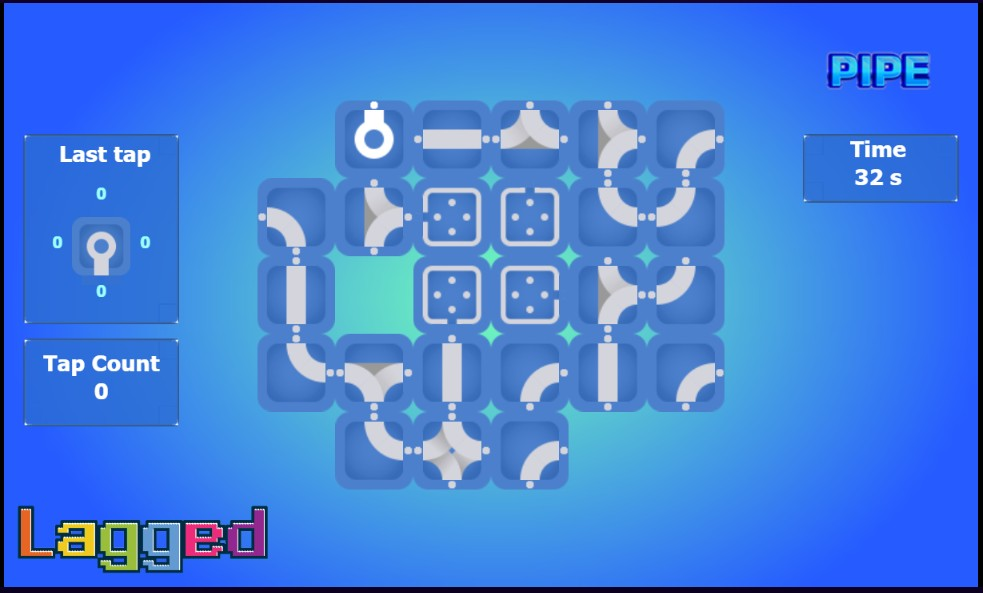 PIPE
Last tap
0
0 0
0
Time
32 s
Tap Count
0
Lagged